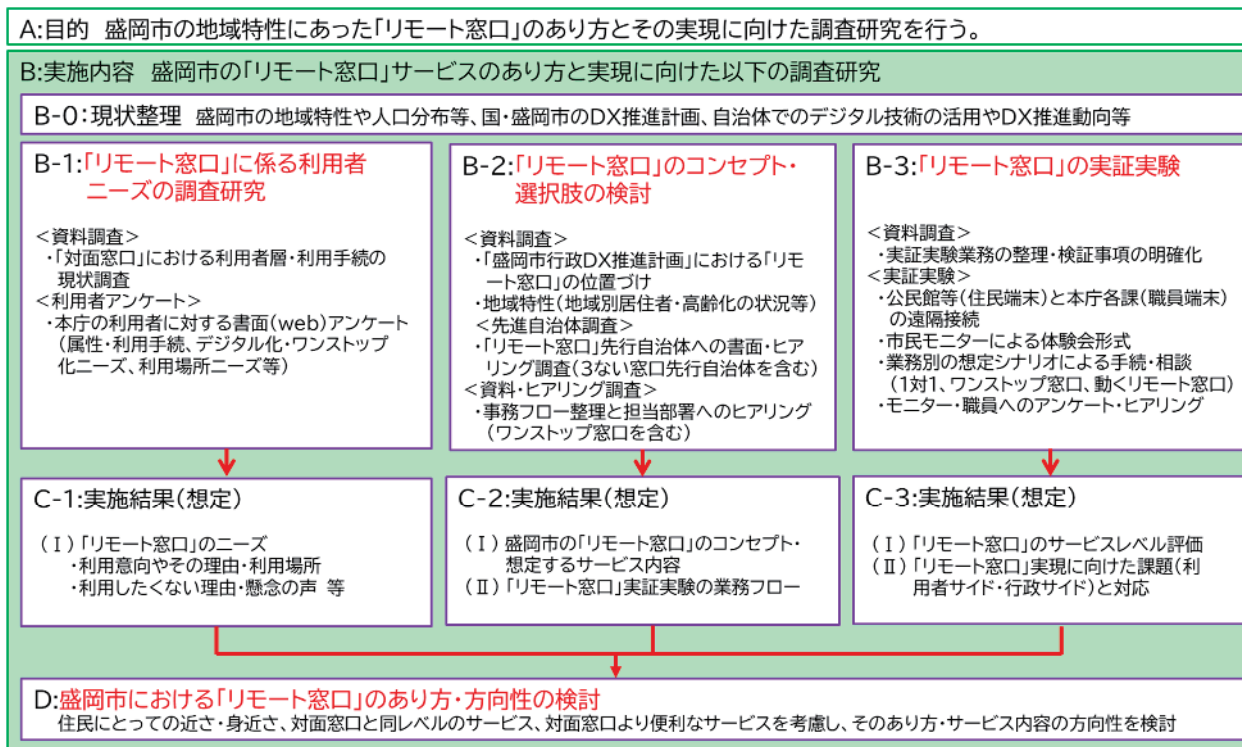 A:目的 盛岡市の地域特性にあった「リモート窓口」のあり方とその実現に向けた調査研究を行う。
B:実施内容 盛岡市の「リモート窓口」サービスのあり方と実現に向けた以下の調査研究
B-0:現状整理 盛岡市の地域特性や人口分布等、国・盛岡市のDX推進計画、自治体でのデジタル技術の活用やDX推進動向等
B-1:「リモート窓口」に係る利用者
ニーズの調査研究
<資料調査>
・「対面窓口」における利用者層・利用手続の
現状調査
<利用者アンケート>
・本庁の利用者に対する書面(web)アンケート
(属性・利用手続、デジタル化・ワンストップ
化ニーズ、利用場所ニーズ等)
B-2:「リモート窓口」のコンセプト・
選択肢の検討
<資料調査>
・「盛岡市行政DX推進計画」における「リモ
ート窓口」の位置づけ
・地域特性(地域別居住者・高齢化の状況等)
<先進自治体調査>
・「リモート窓口」先行自治体への書面・ヒア
リング調査(3ない窓口先行自治体を含む)
<資料・ヒアリング調査>
・事務フロー整理と担当部署へのヒアリング
(ワンストップ窓口を含む)
B-3:「リモート窓口」の実証実験
<資料調査>
・実証実験業務の整理・検証事項の明確化
<実証実験>
・公民館等(住民端末)と本庁各課(職員端末)
の遠隔接続
・市民モニターによる体験会形式
・業務別の想定シナリオによる手続・相談
(1対1、ワンストップ窓口、動くリモート窓口)
・モニター・職員へのアンケート・ヒアリング
C-1:実施結果(想定)
(Ⅰ)「リモート窓口」のニーズ
・利用意向やその理由・利用場所
・利用したくない理由・懸念の声 等
C-2:実施結果(想定)
(Ⅰ)盛岡市の「リモート窓口」のコンセプト・
想定するサービス内容
(Ⅱ)「リモート窓口」実証実験の業務フロー
C-3:実施結果(想定)
(Ⅰ)「リモート窓口」のサービスレベル評価
(Ⅱ)「リモート窓口」実現に向けた課題(利
用者サイド・行政サイド)と対応
D:盛岡市における「リモート窓口」のあり方・方向性の検討
住民にとっての近さ・身近さ、対面窓口と同レベルのサービス、対面窓口より便利なサービスを考慮し、そのあり方・サービス内容の方向性を検討